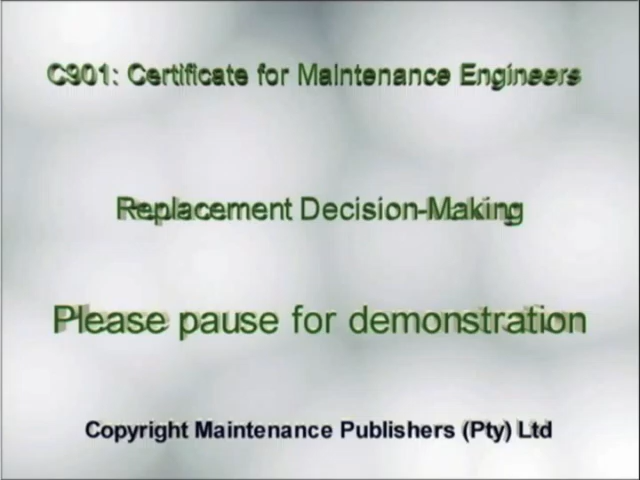 C901: Certificate for Maintenance Engineers
Replacement Decision-Making
Please pause for demonstration
Copyright Maintenance Publishers (Pty) Ltd